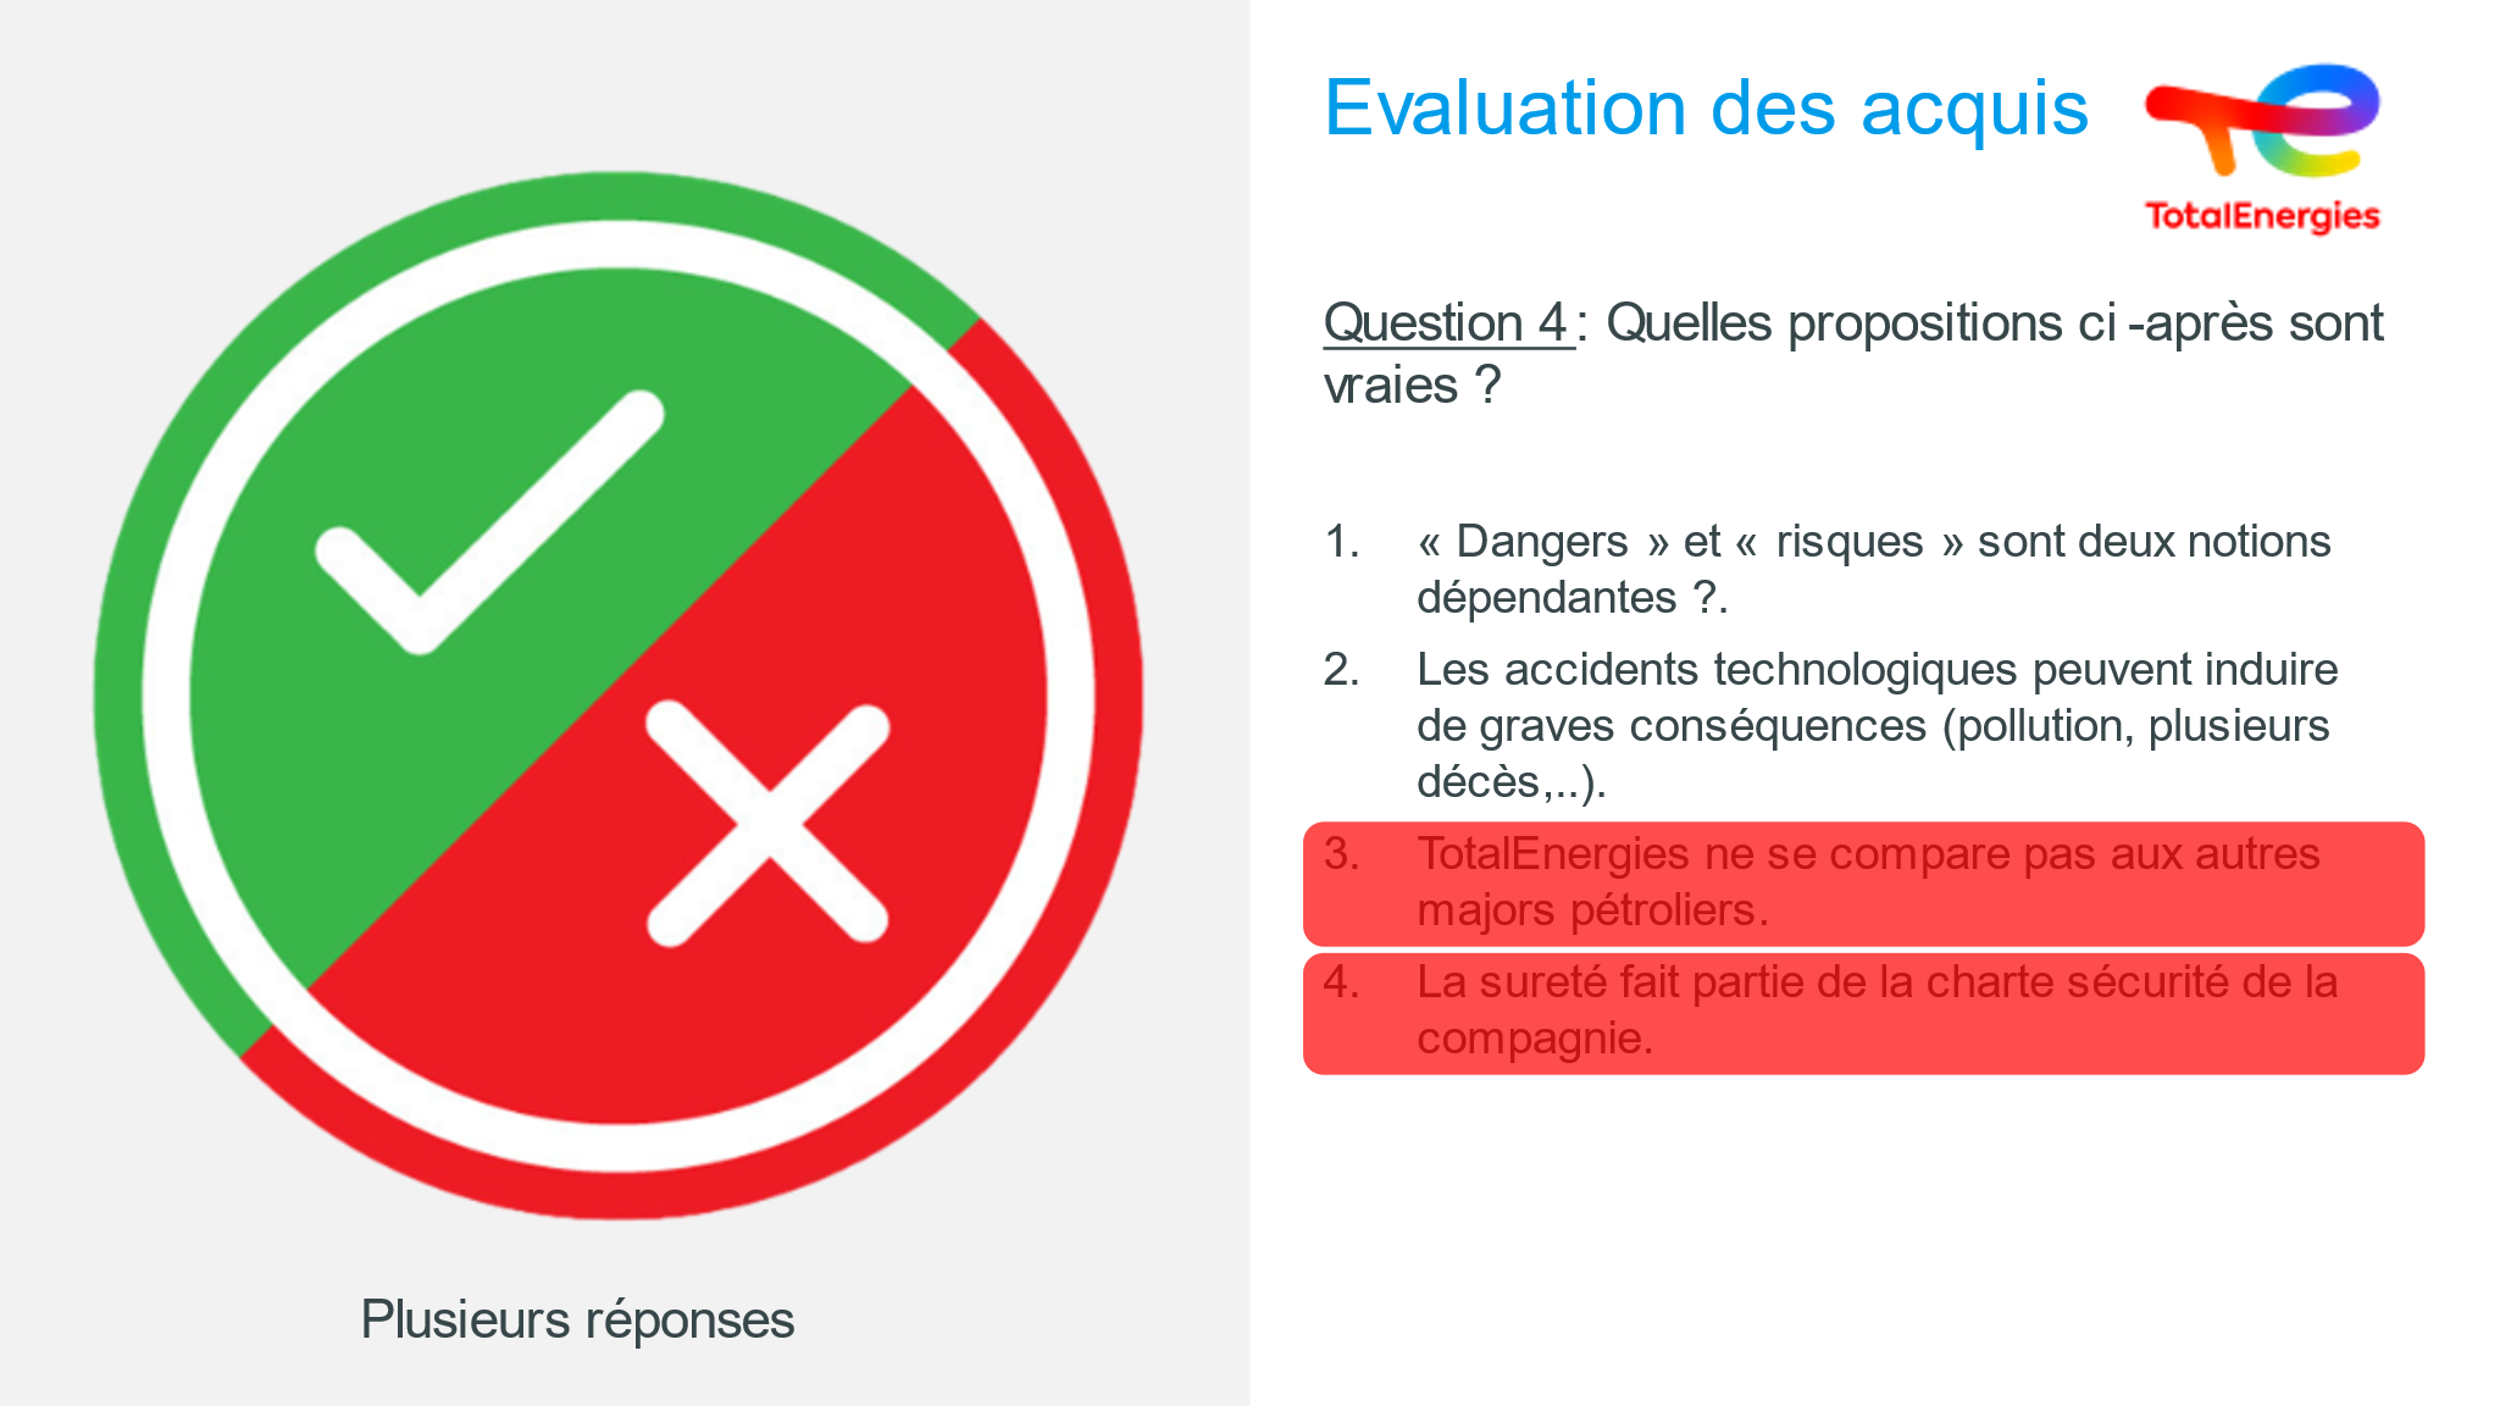 Evaluation des acquis
TotalEnergies
Question 4 : Quelles propositions ci -après sont
vraies ?
1. « Dangers » et « risques » sont deux notions
dépendantes ?.
2. Les accidents technologiques peuvent induire
de graves conséquences (pollution, plusieurs
décès,..).
3. TotalEnergies ne se compare pas aux autres
majors pétroliers.
4. La sureté fait partie de la charte sécurité de la
compagnie.
Plusieurs réponses